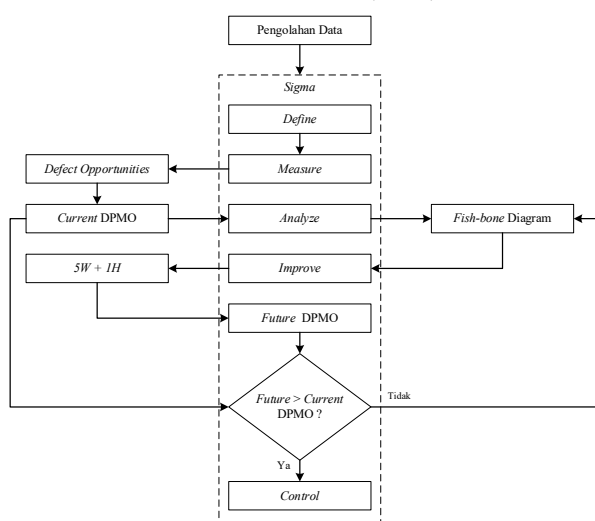 Pengolahan Data
Sigma
Define
Defect Opportunities
Measure
Current DPMO
Analyze
Fish-bone Diagram
5W + 1H
Improve
Future DPMO
Future > Current
DPMO ?
Tidak
Ya
Control